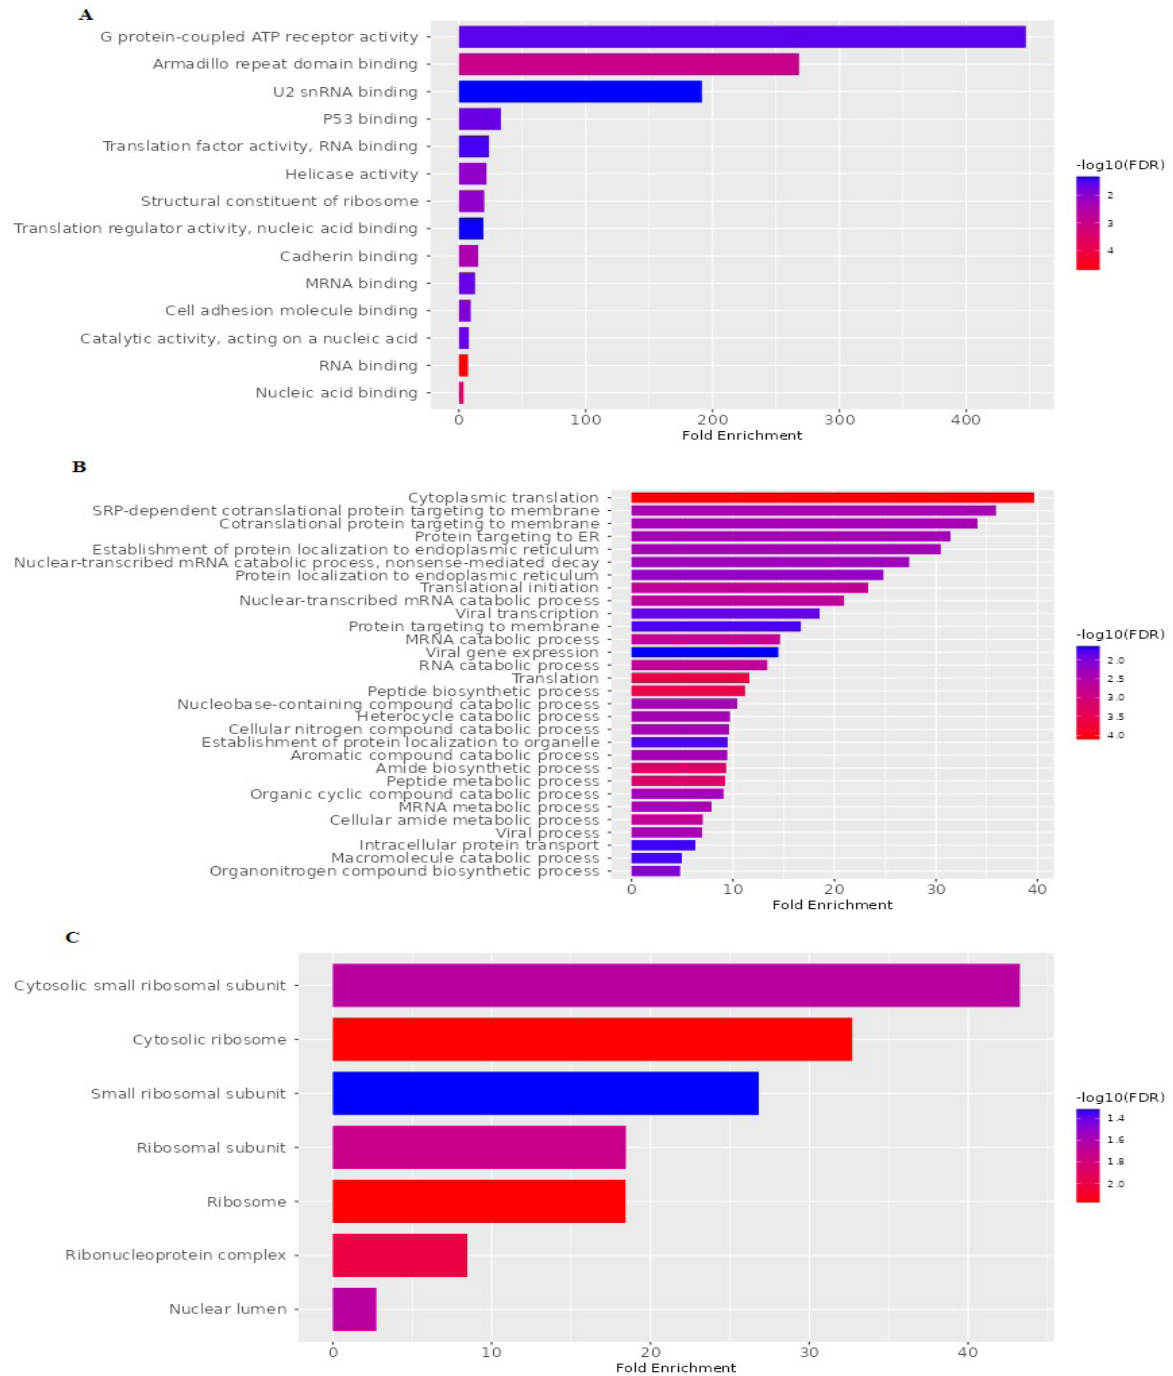 A
G protein-coupled ATP receptor activity
Armadillo repeat domain binding
U2 snRNA binding
P53 binding
Translation factor activity, RNA binding
Helicase activity
Structural constituent of ribosome
Translation regulator activity, nucleic acid binding
Cadherin binding
MRNA binding
Cell adhesion molecule binding
Catalytic activity, acting on a nucleic acid
RNA binding
Nucleic acid binding
0 100 200 300 400
Fold Enrichment
-log10(FDR)
2
3
4
B
Cytoplasmic translation
SRP-dependent cotranslational protein targeting to membrane
Cotranslational protein targeting to membrane
Protein targeting to ER
Establishment of protein localization to endoplasmic reticulum
Nuclear-transcribed mRNA catabolic process, nonsense-mediated decay
Protein localization to endoplasmic reticulum
Translational initiation
Nuclear-transcribed mRNA catabolic process
Viral transcription
Protein targeting to membrane
MRNA catabolic process
Viral gene expression
RNA catabolic process
Translation
Peptide biosynthetic process
Nucleobase-containing compound catabolic process
Heterocycle catabolic process
Cellular nitrogen compound catabolic process
Establishment of protein localization to organelle
Aromatic compound catabolic process
Amide biosynthetic process
Peptide metabolic process
Organic cyclic compound catabolic process
MRNA metabolic process
Cellular amide metabolic process
Viral process
Intracellular protein transport
Macromolecule catabolic process
Organonitrogen compound biosynthetic process
0 10 20 30 40
Fold Enrichment
-log10(FDR)
2.0
2.5
3.0
3.5
4.0
C
Cytosolic small ribosomal subunit
Cytosolic ribosome
Small ribosomal subunit
Ribosomal subunit
Ribosome
Ribonucleoprotein complex
Nuclear lumen
0 10 20 30 40
Fold Enrichment
-log10(FDR)
1.4
1.6
1.8
2.0